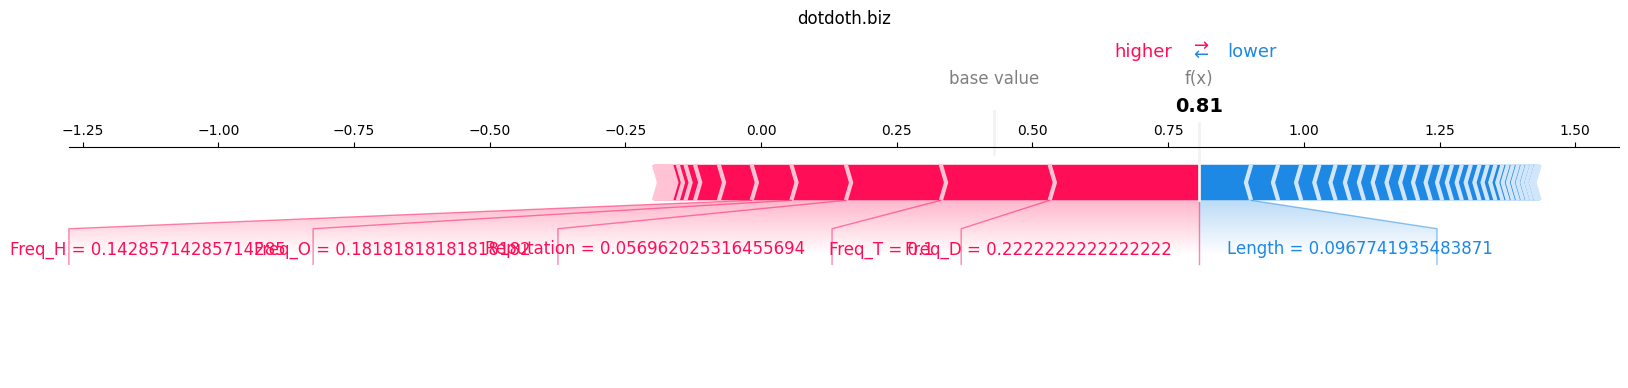 dotdoth.biz
higher ⇄ lower
base value f(x)
0.81
−1.25 −1.00 −0.75 −0.50 −0.25 0.00 0.25 0.50 0.75 1.00 1.25 1.50
Freq_H = 0.14285714285714285 Freq_O = 0.18181818181818182 Reputation = 0.056962025316455694 Freq_T = 0.1 Freq_D = 0.2222222222222222 Length = 0.0967741935483871